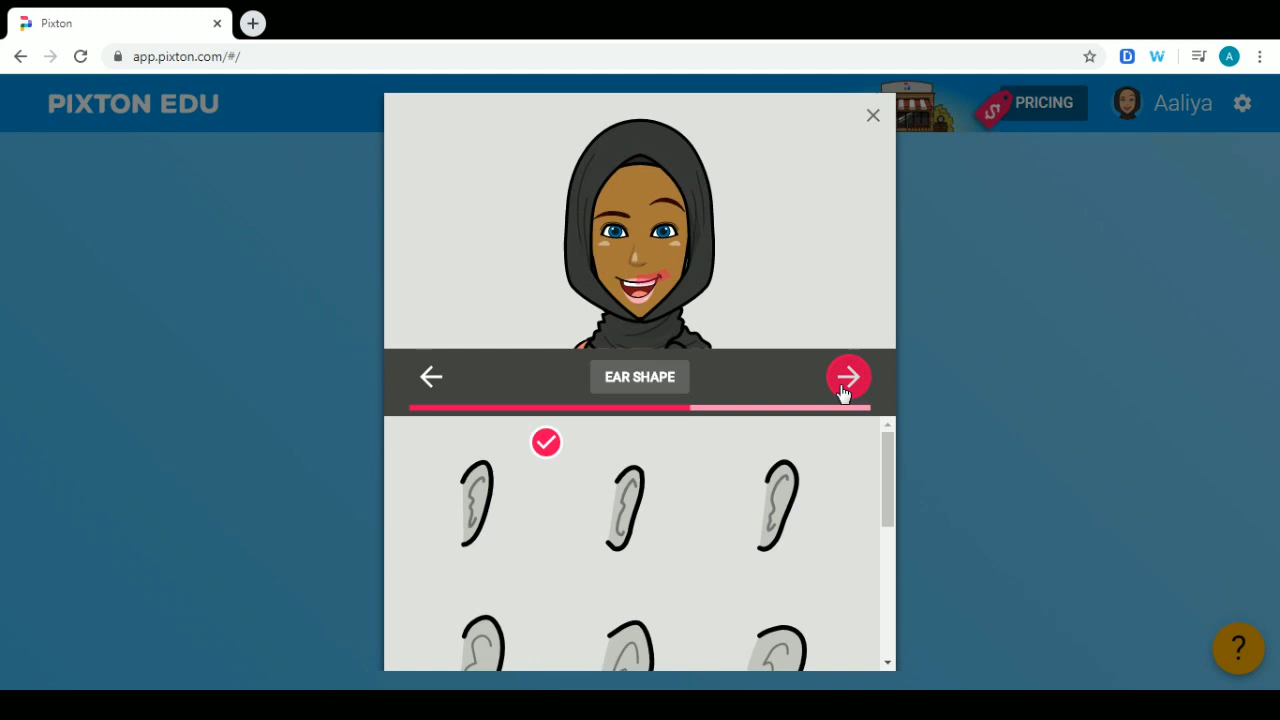 Pixton
app.pixton.com/#/
D W A
PIXTON EDU
$ PRICING
Aaliya
EAR SHAPE
?